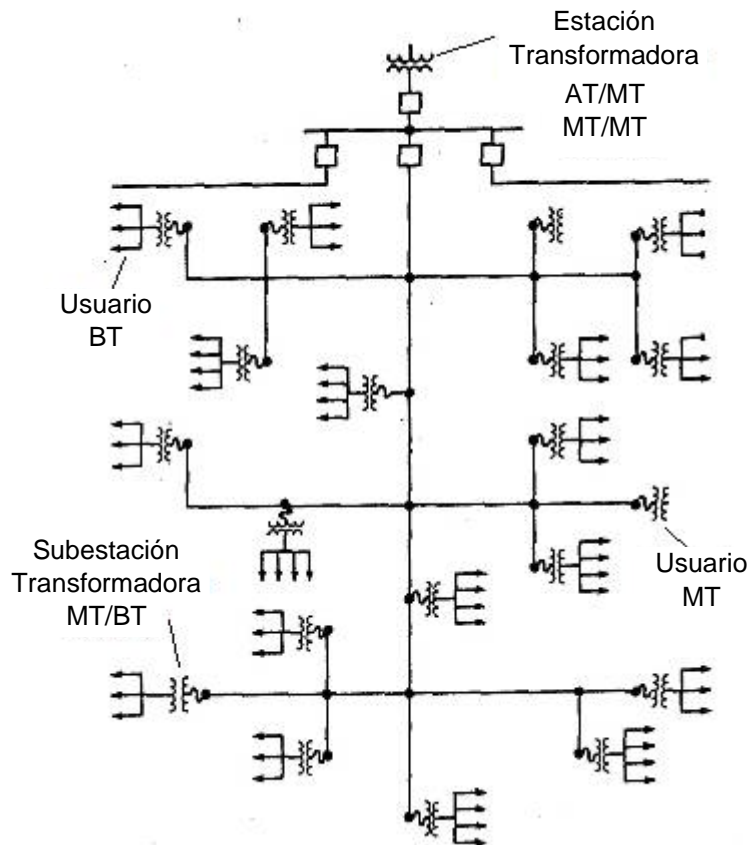 Estación
Transformadora
AT/MT
MT/MT
Usuario
BT
Subestación
Transformadora
MT/BT
Usuario
MT